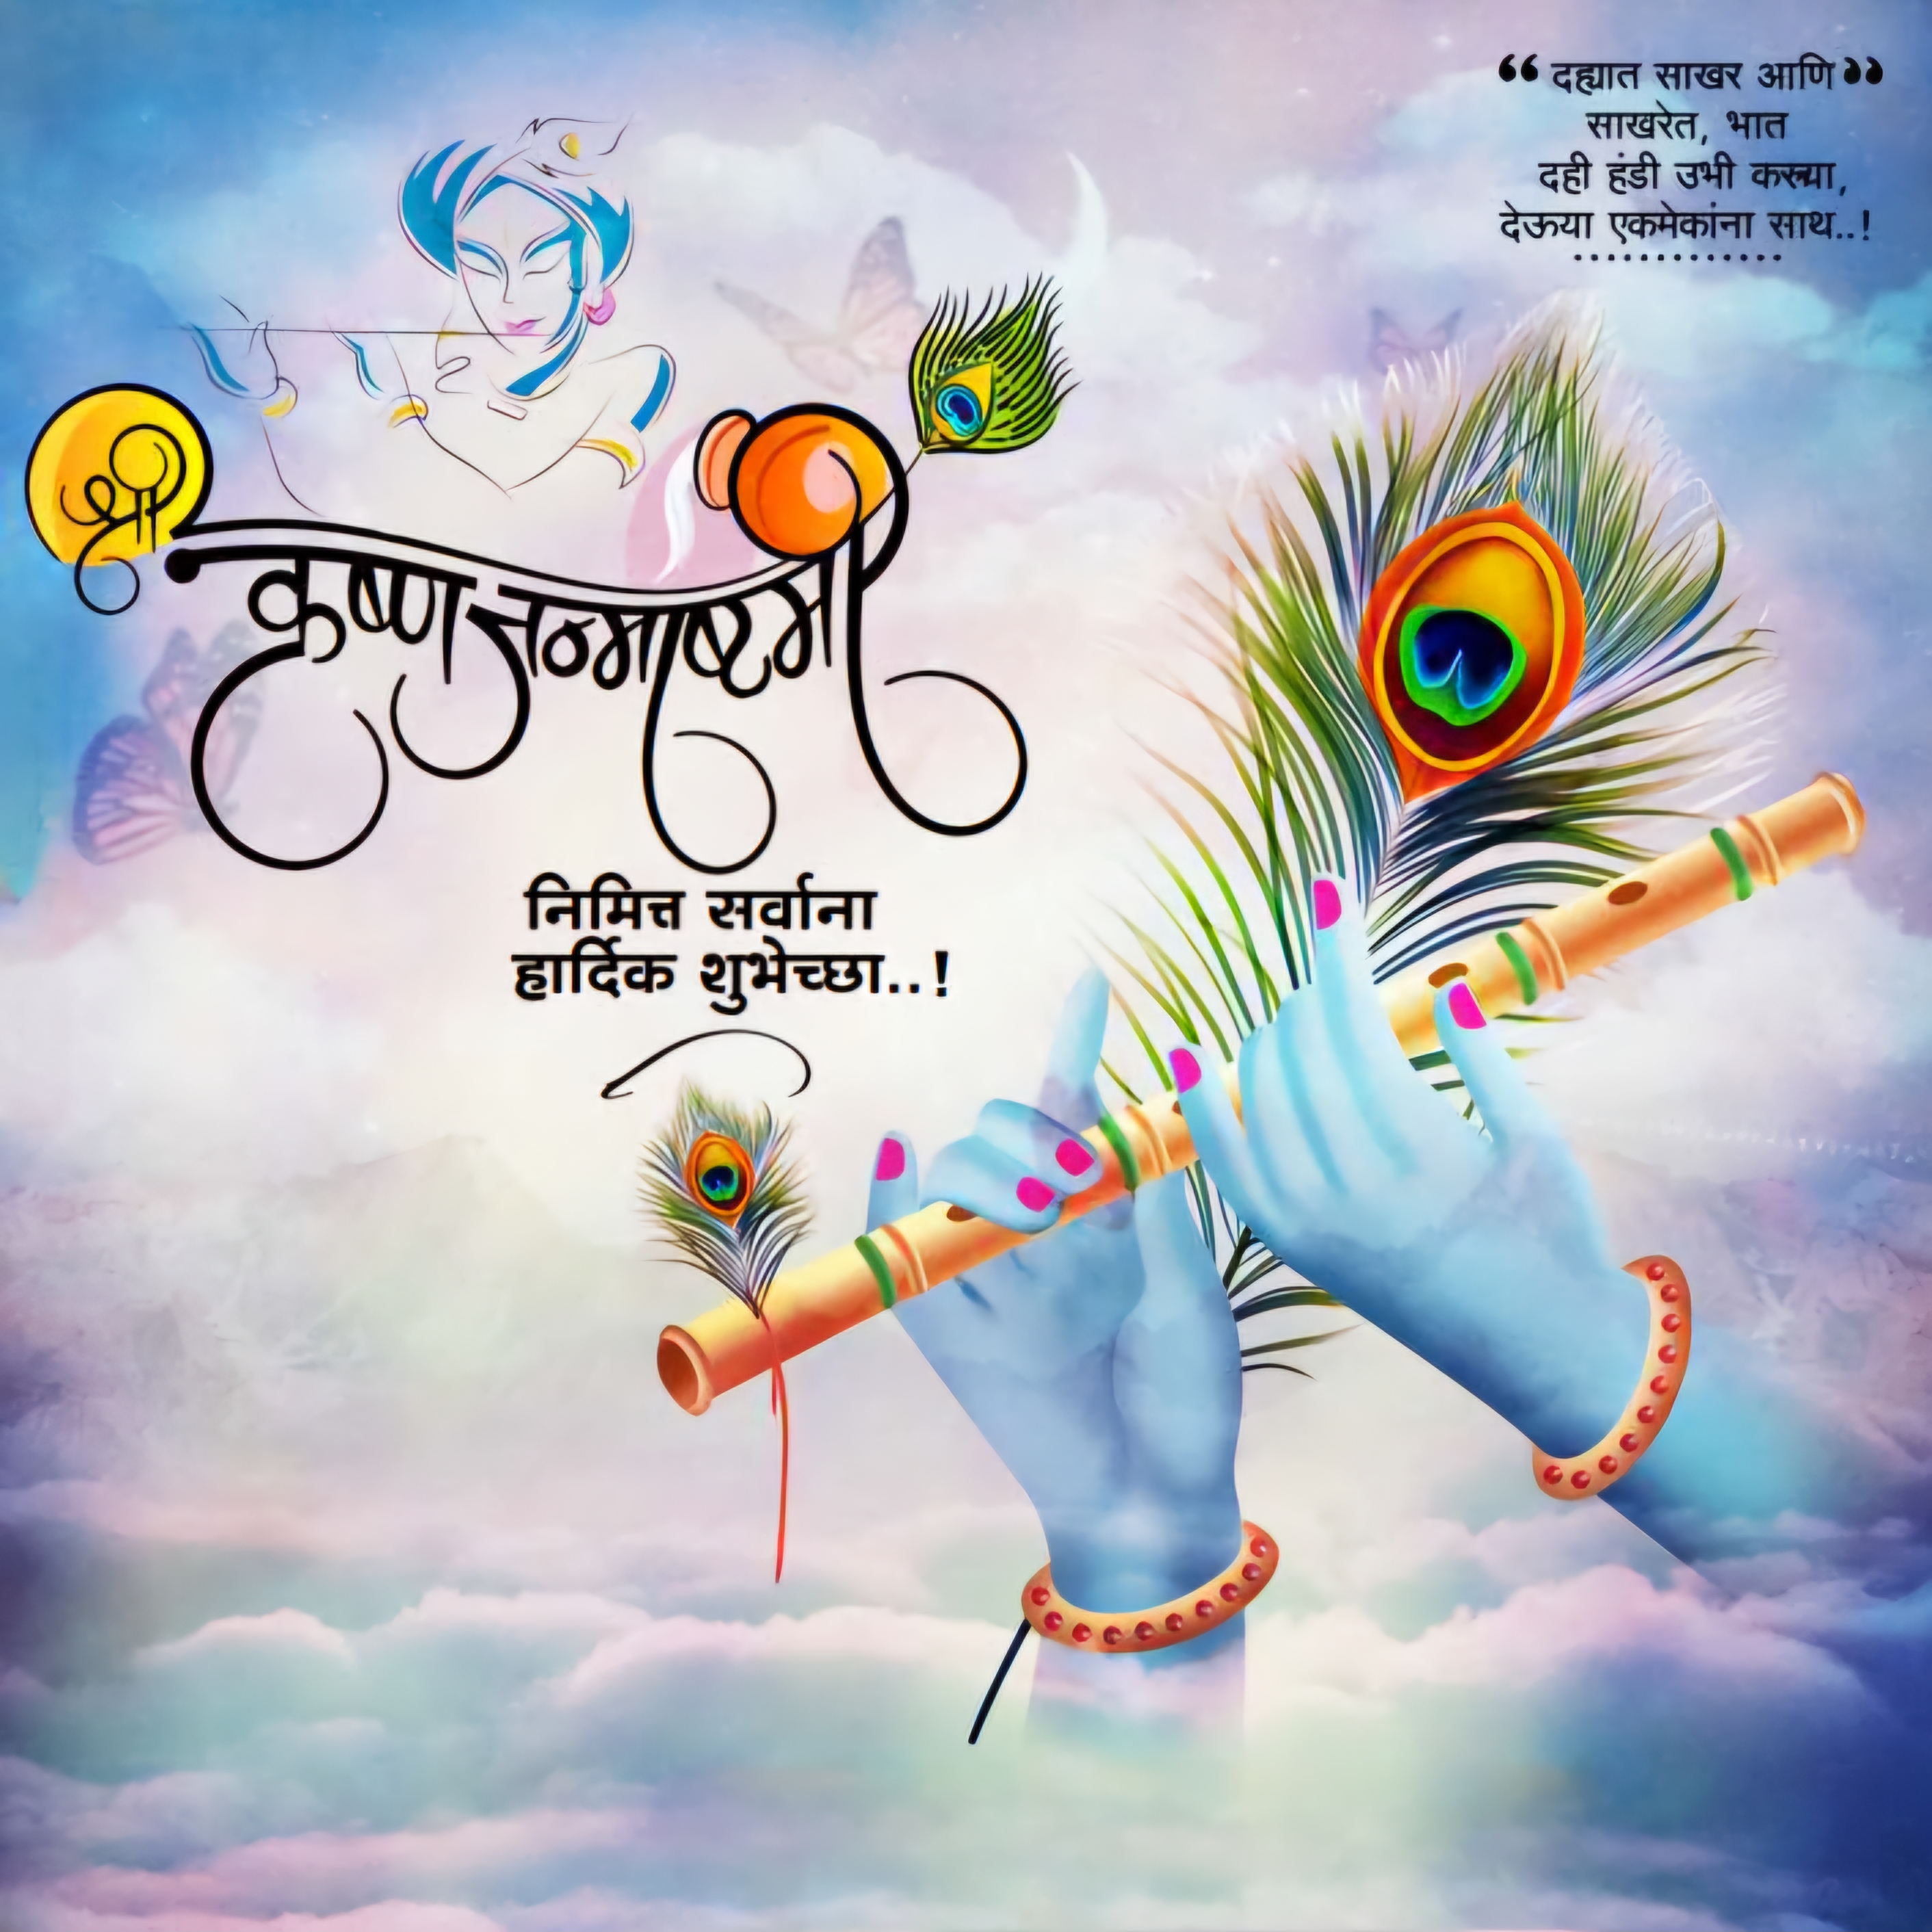 “ दह्यात साखर आणि ”
साखरेत, भात
दही हंडी उभी करूया,
देऊया एकमेकांना साथ..!
श्री
कृष्ण जन्माष्टमी
निमित्त सर्वाना
हार्दिक शुभेच्छा..!